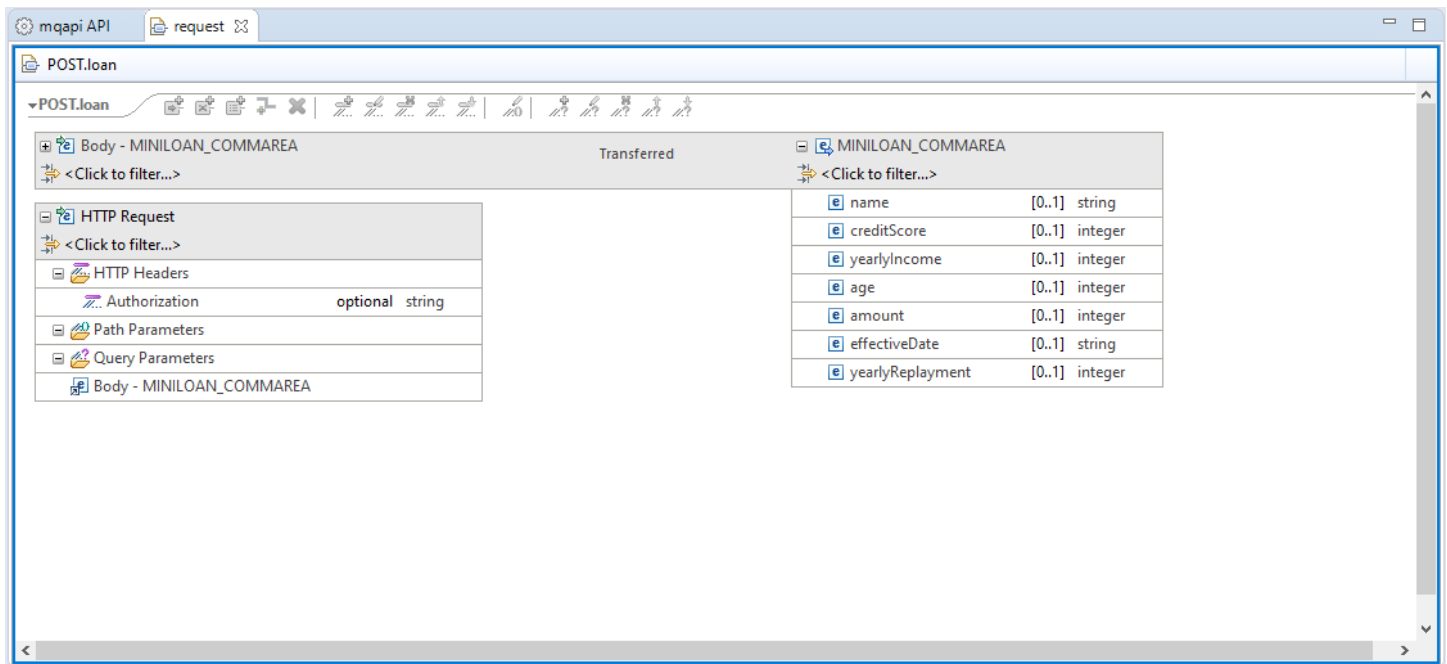 mqapi API
request
POST.loan
POST.loan
Body - MINILOAN_COMMAREA
<Click to filter...>
Transferred
MINILOAN_COMMAREA
<Click to filter...>
name [0..1] string
creditScore [0..1] integer
yearlyIncome [0..1] integer
age [0..1] integer
amount [0..1] integer
effectiveDate [0..1] string
yearlyReplayment [0..1] integer
HTTP Request
<Click to filter...>
HTTP Headers
Authorization optional string
Path Parameters
Query Parameters
Body - MINILOAN_COMMAREA